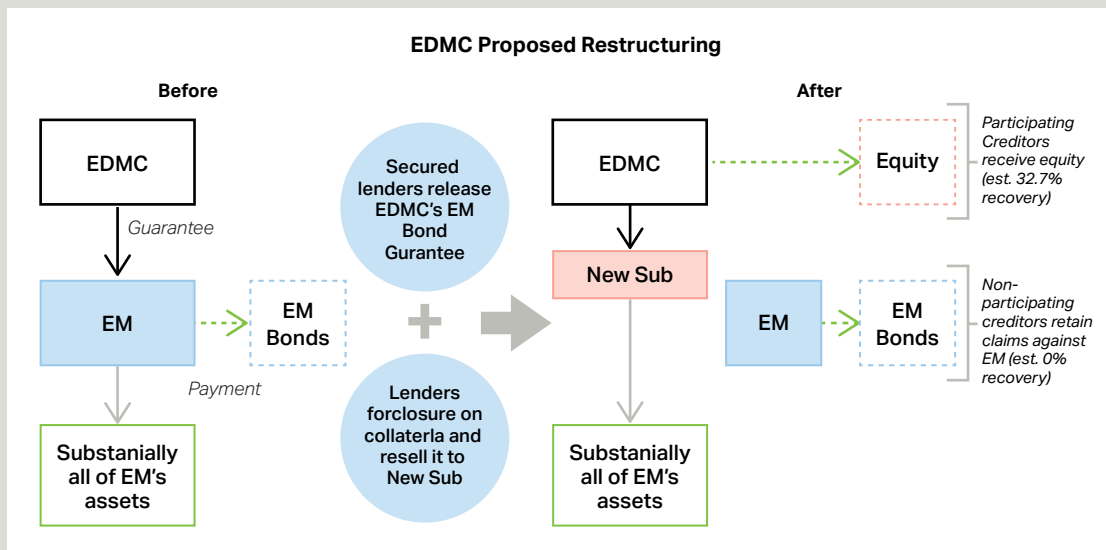 EDMC Proposed Restructuring
Before
EDMC
Guarantee
EM
EM
Bonds
Payment
Substanially
all of EM's
assets
Secured
lenders release
EDMC's EM
Bond
Gurantee
+
Lenders
forclosure on
collaterla and
resell it to
New Sub
After
EDMC
Equity
Participating
Creditors
receive equity
(est. 32.7%
recovery)
New Sub
EM
EM
Bonds
Non-
participating
creditors retain
claims against
EM (est. 0%
recovery)
Substanially
all of EM's
assets